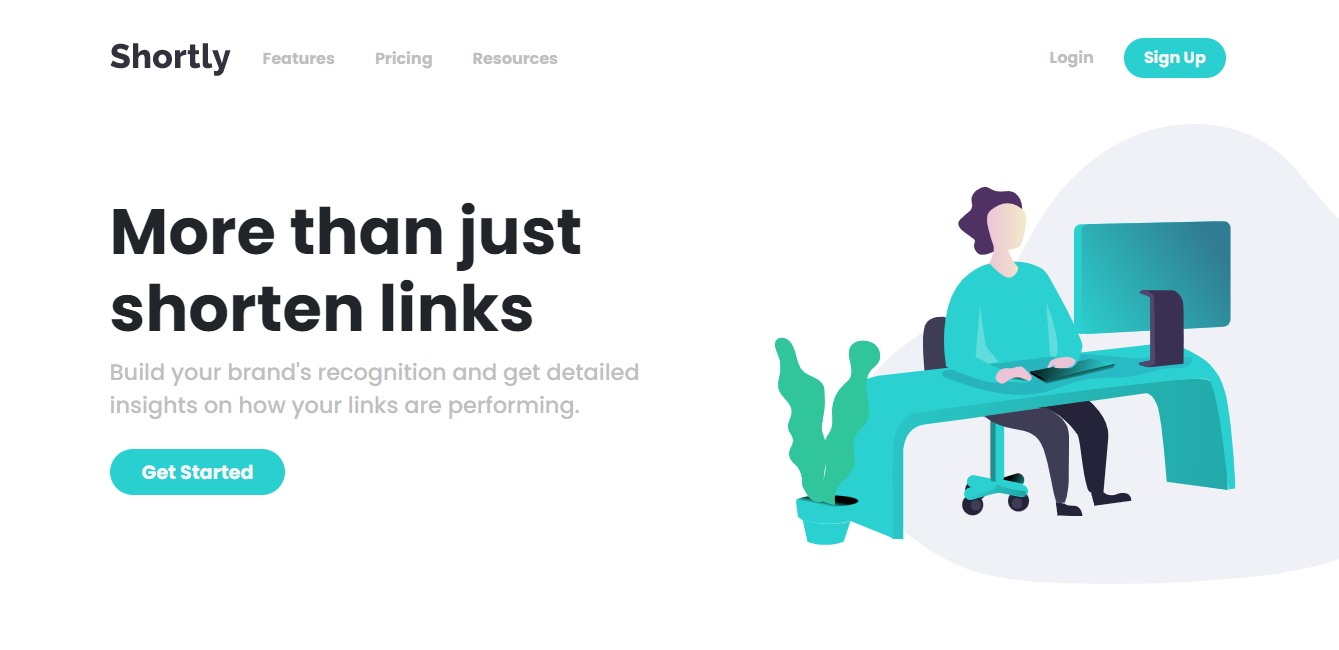 Shortly Features Pricing Resources Login Sign Up
More than just
shorten links
Build your brand's recognition and get detailed
insights on how your links are performing.
Get Started